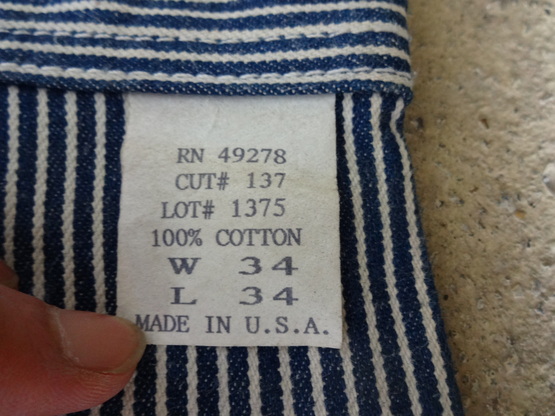 RN 49278
CUT# 137
LOT# 1375
100% COTTON
W 34
L 34
MADE IN U.S.A.